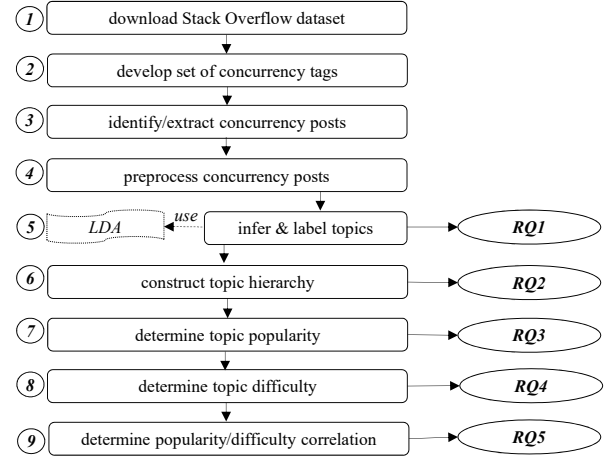 1 download Stack Overflow dataset
2 develop set of concurrency tags
3 identify/extract concurrency posts
4 preprocess concurrency posts
5 LDA use infer & label topics RQ1
6 construct topic hierarchy RQ2
7 determine topic popularity RQ3
8 determine topic difficulty RQ4
9 determine popularity/difficulty correlation RQ5